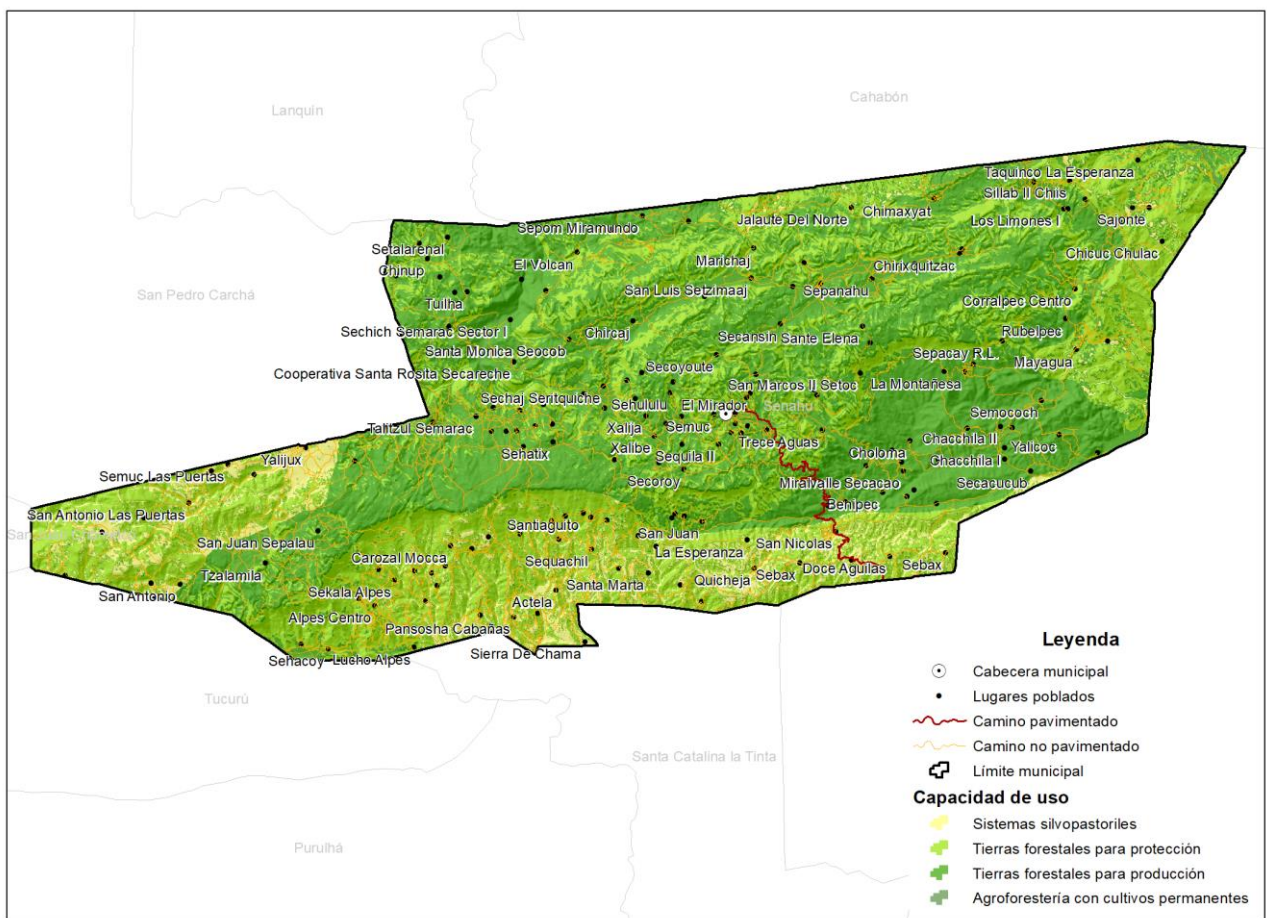 Lanquín
Cahabón
Taquinco La Esperanza
Sillab II Chiis
Jalaute Del Norte
Chimaxyat
Los Limones I
Sajonte
Sepom Miramundo
Setalarenal
Chicuc Chulac
Marichaj
El Volcan
Chirixquitzac
Chinup
San Pedro Carchá
San Luis Setzimaaj
Sepanahu
Corralpec Centro
Tuilha
Sechich Semarac Sector I
Chircaj
Secansin
Sante Elena
Rubelpec
Santa Monica Seocob
Sepacay R.L.
Mayagua
Cooperativa Santa Rosita Secareche
Secoyoute
San Marcos II Setoc
La Montañesa
Sechaj Seritquiche
Sehululu
El Mirador
Senahú
Semococh
Talitzul Semarac
Xalija
Semuc
Trece Aguas
Chacchila II
Sehatix
Xalibe
Sequila II
Choloma
Chacchila I
Yalicoc
Yalijux
Semuc Las Puertas
Secoroy
Miralvalle Secacao
Secacucub
Benipec
San Antonio Las Puertas
Santiaguito
San Juan
San Juan Sepalau
La Esperanza
San Nicolas
Carozal Mocca
Sequachil
Doce Aguilas
Sebax
Tzalamila
Sebax
Santa Marta
Quicheja
San Antonio
Sekala Alpes
Actela
Alpes Centro
Pansosha Cabañas
Sehacoy
Lucho Alpes
Sierra De Chama
Tucurú
Santa Catalina la Tinta
Purulhá
Leyenda
Cabecera municipal
Lugares poblados
Camino pavimentado
Camino no pavimentado
Límite municipal
Capacidad de uso
Sistemas silvopastoriles
Tierras forestales para protección
Tierras forestales para producción
Agroforestería con cultivos permanentes